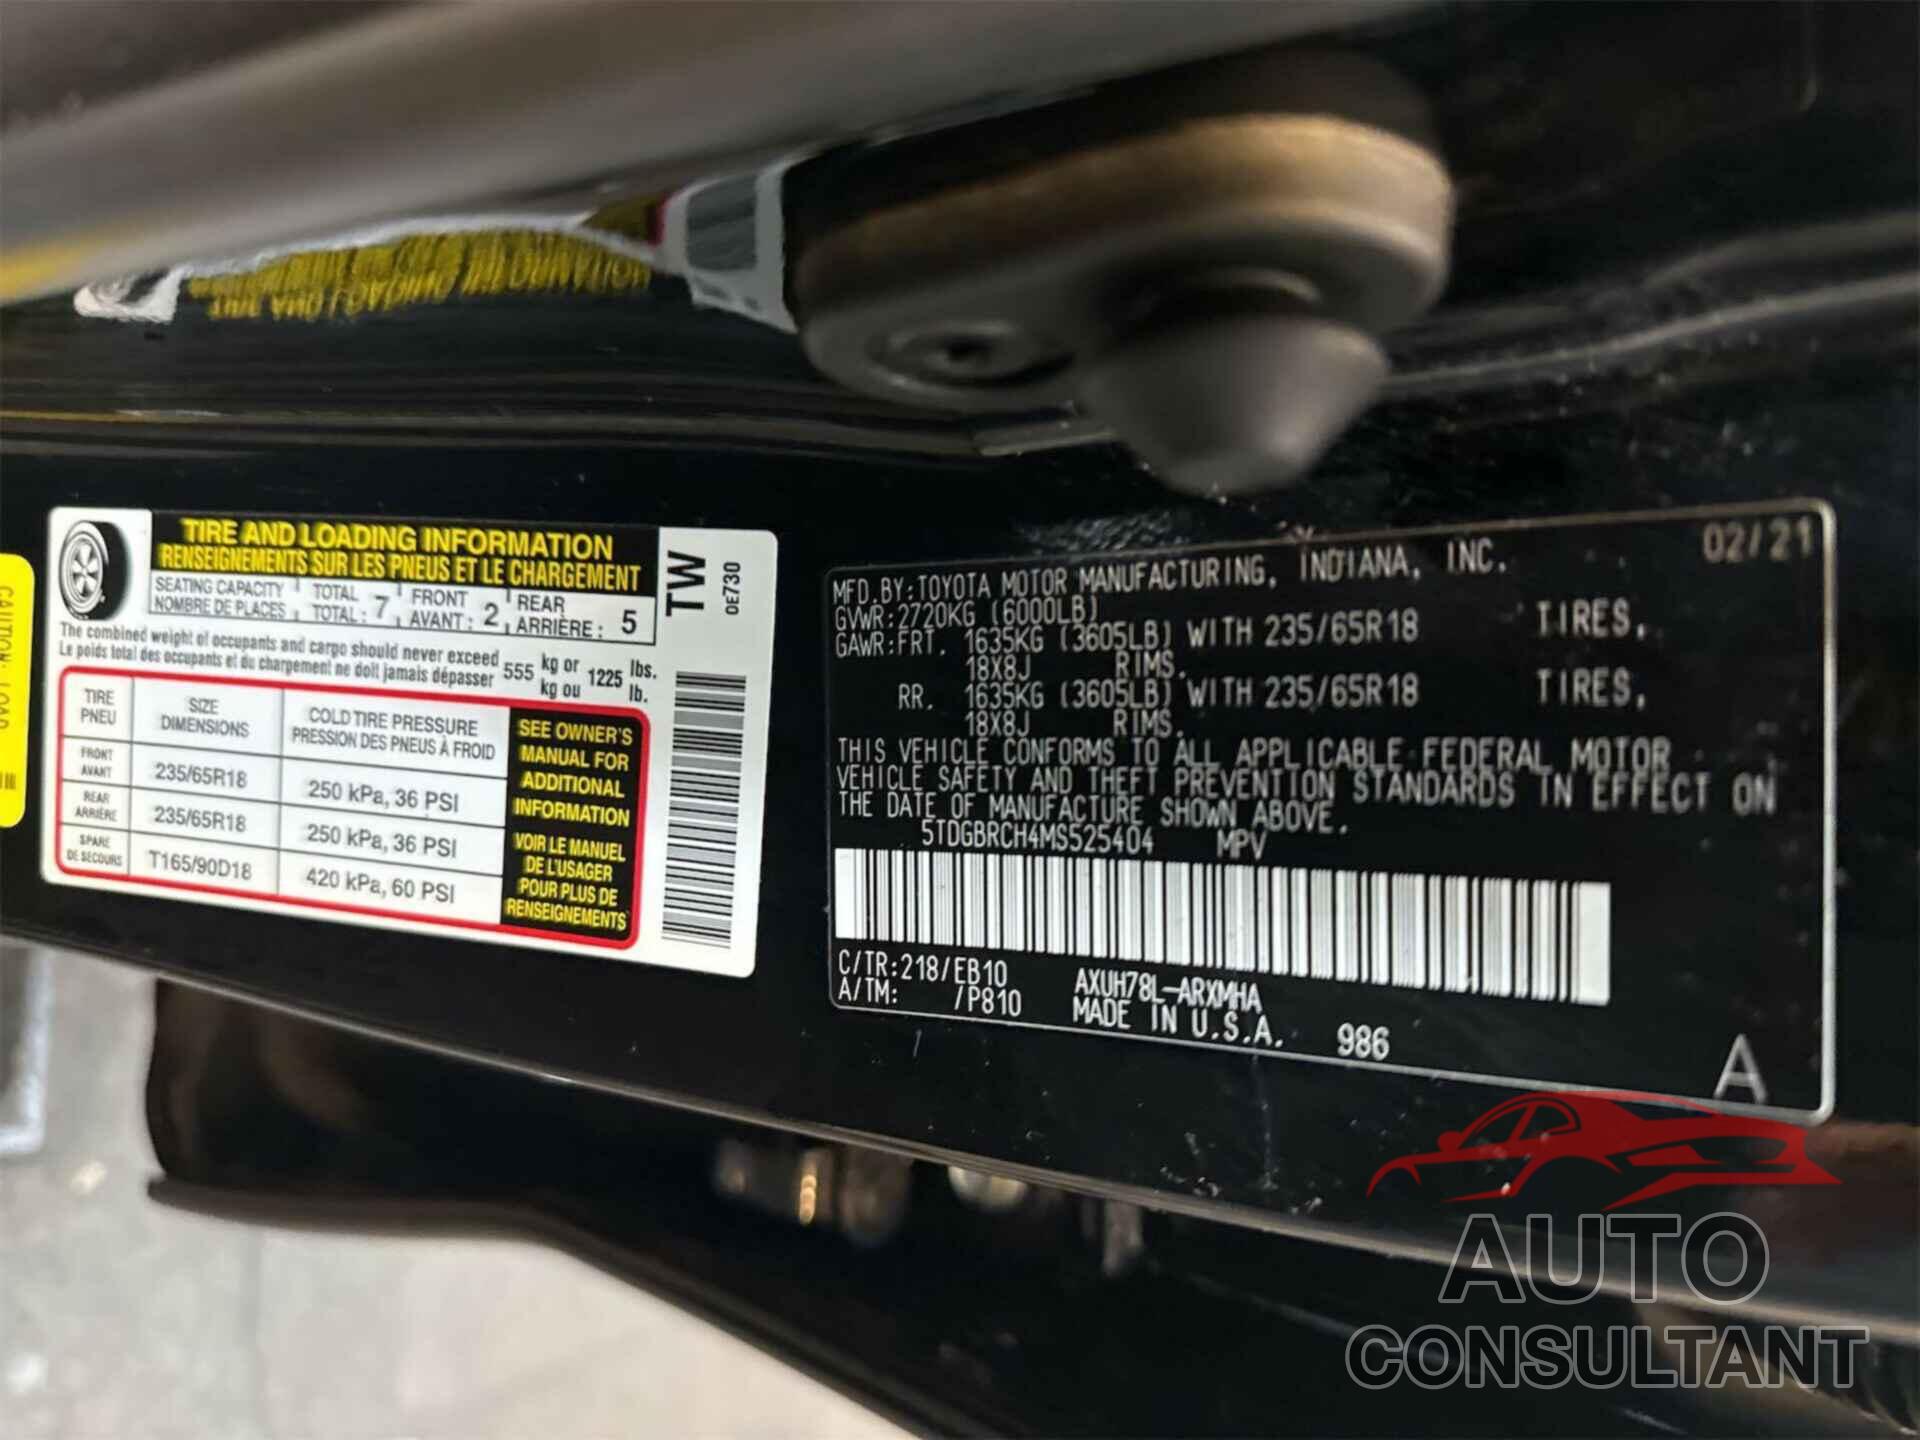 CAUTION: LOAD
TIRE AND LOADING INFORMATION
RENSEIGNEMENTS SUR LES PNEUS ET LE CHARGEMENT
SEATING CAPACITY TOTAL 7 FRONT 2 REAR 5
NOMBRE DE PLACES TOTAL: AVANT: ARRIÈRE:
The combined weight of occupants and cargo should never exceed 555 kg or 1225 lbs.
Le poids total des occupants et du chargement ne doit jamais dépasser kg ou lb.
TIRE SIZE COLD TIRE PRESSURE
PNEU DIMENSIONS PRESSION DES PNEUS À FROID
FRONT
AVANT 235/65R18 250 kPa, 36 PSI
REAR
ARRIÈRE 235/65R18 250 kPa, 36 PSI
SPARE
DE SECOURS T165/90D18 420 kPa, 60 PSI
SEE OWNER'S
MANUAL FOR
ADDITIONAL
INFORMATION
VOIR LE MANUEL
DE L'USAGER
POUR PLUS DE
RENSEIGNEMENTS
TW
0E730
02/21
MFD.BY:TOYOTA MOTOR MANUFACTURING, INDIANA, INC.
GVWR:2720KG (6000LB)
GAWR:FRT. 1635KG (3605LB) WITH 235/65R18 TIRES,
18X8J RIMS.
RR. 1635KG (3605LB) WITH 235/65R18 TIRES,
18X8J RIMS.
THIS VEHICLE CONFORMS TO ALL APPLICABLE FEDERAL MOTOR
VEHICLE SAFETY AND THEFT PREVENTION STANDARDS IN EFFECT ON
THE DATE OF MANUFACTURE SHOWN ABOVE.
5TDGBRCH4MS525404 MPV
C/TR:218/EB10 AXUH78L-ARXMHA
A/TM: /P810 MADE IN U.S.A. 986
A
AUTO
CONSULTANT